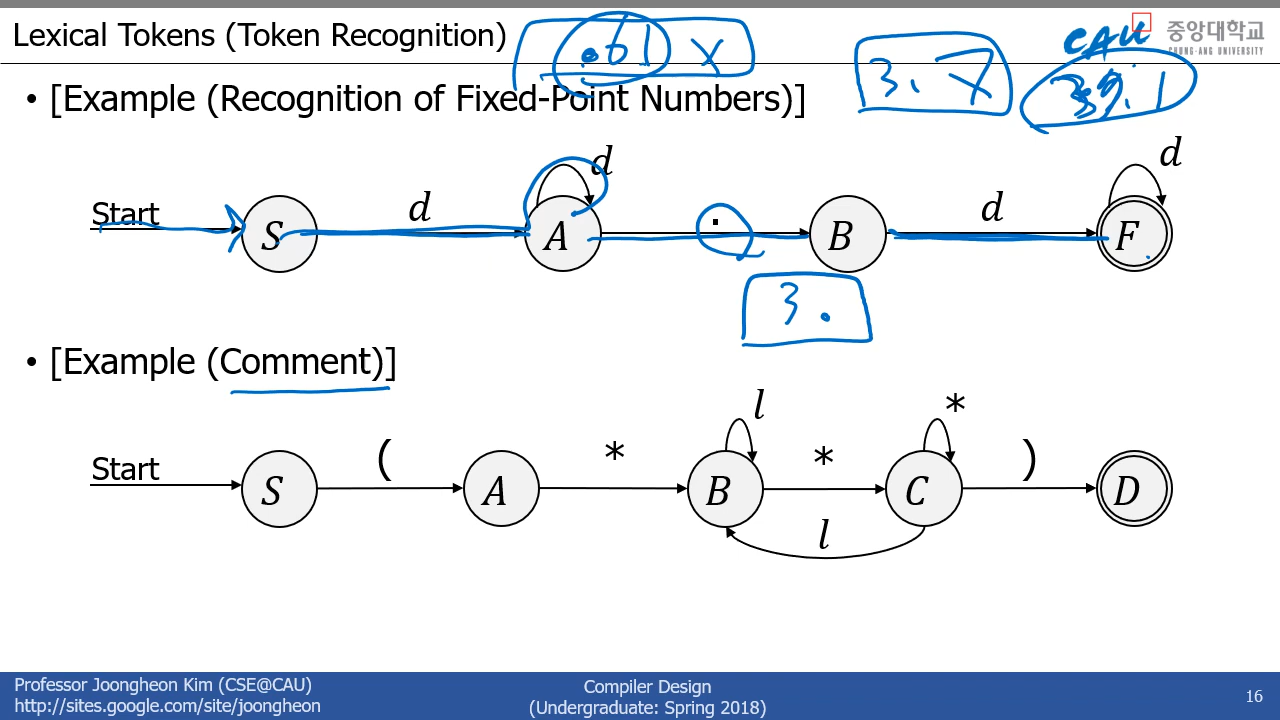 Lexical Tokens (Token Recognition)
.61 X
CAU 중앙대학교
CHUNG-ANG UNIVERSITY
3.7
39.1
• [Example (Recognition of Fixed-Point Numbers)]
d d
Start S d A . B d F
3.
• [Example (Comment)]
l *
Start S ( A * B * C ) D
l
Professor Joongheon Kim (CSE@CAU)
http://sites.google.com/site/joongheon
Compiler Design
(Undergraduate: Spring 2018)
16